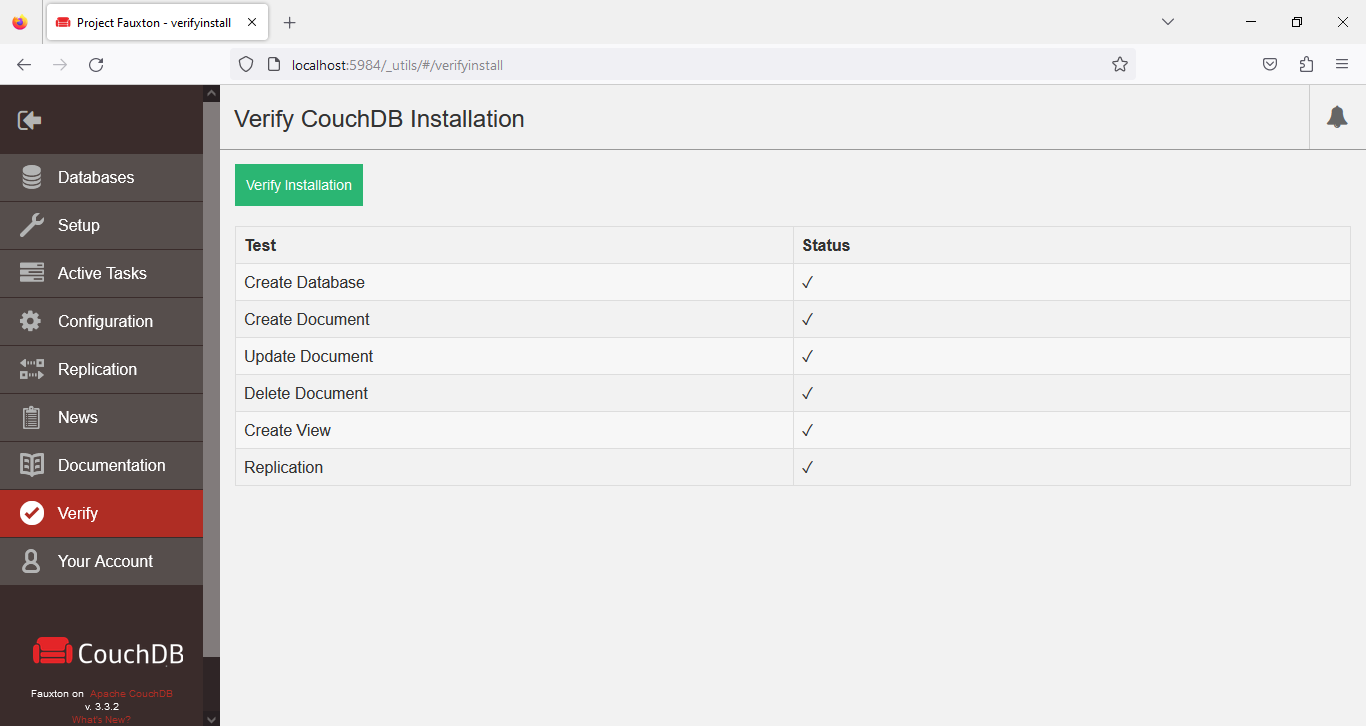 Project Fauxton - verifyinstall
localhost:5984/_utils/#/verifyinstall
Verify CouchDB Installation
Databases
Setup
Active Tasks
Configuration
Replication
News
Documentation
Verify
Your Account
CouchDB
Fauxton on Apache CouchDB
v. 3.3.2
What's New?
Verify Installation
Test Status
Create Database ✓
Create Document ✓
Update Document ✓
Delete Document ✓
Create View ✓
Replication ✓